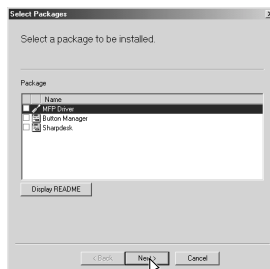 Select Packages
Select a package to be installed.
Package
Name
MFP Driver
Button Manager
Sharpdesk
Display README
< Back
Next >
Cancel